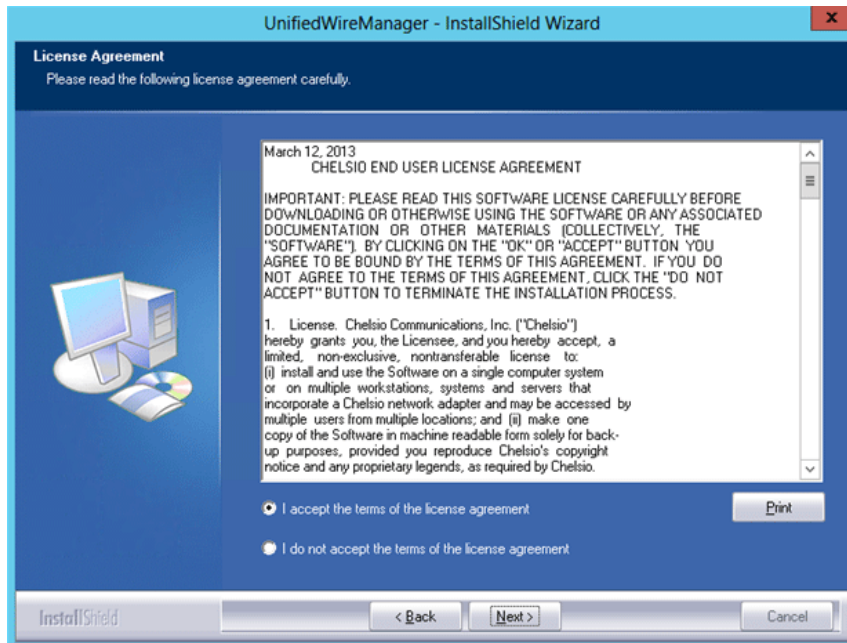 UnifiedWireManager - InstallShield Wizard
x
License Agreement
Please read the following license agreement carefully.
March 12, 2013
CHELSIO END USER LICENSE AGREEMENT
IMPORTANT: PLEASE READ THIS SOFTWARE LICENSE CAREFULLY BEFORE
DOWNLOADING OR OTHERWISE USING THE SOFTWARE OR ANY ASSOCIATED
DOCUMENTATION OR OTHER MATERIALS (COLLECTIVELY, THE
"SOFTWARE"). BY CLICKING ON THE "OK" OR "ACCEPT" BUTTON YOU
AGREE TO BE BOUND BY THE TERMS OF THIS AGREEMENT. IF YOU DO
NOT AGREE TO THE TERMS OF THIS AGREEMENT, CLICK THE "DO NOT
ACCEPT" BUTTON TO TERMINATE THE INSTALLATION PROCESS.
1. License. Chelsio Communications, Inc. ("Chelsio")
hereby grants you, the Licensee, and you hereby accept, a
limited, non-exclusive, nontransferable license to:
(i) install and use the Software on a single computer system
or on multiple workstations, systems and servers that
incorporate a Chelsio network adapter and may be accessed by
multiple users from multiple locations; and (ii) make one
copy of the Software in machine readable form solely for back-
up purposes, provided you reproduce Chelsio's copyright
notice and any proprietary legends, as required by Chelsio.
I accept the terms of the license agreement
Print
I do not accept the terms of the license agreement
InstallShield
< Back
Next >
Cancel